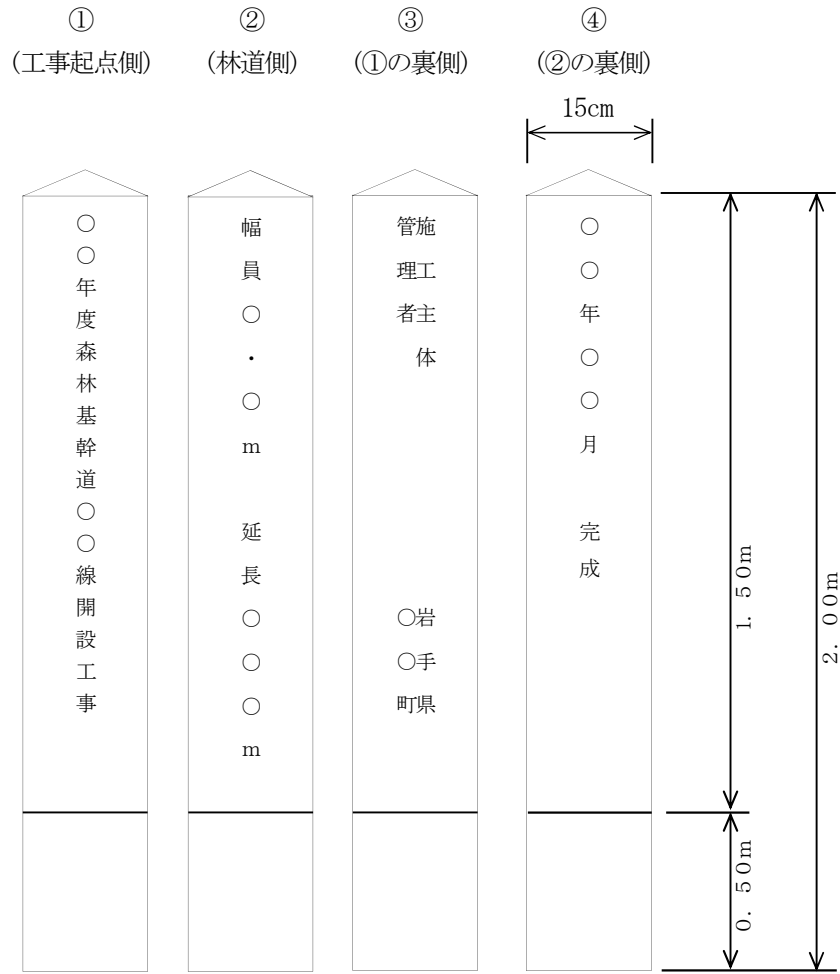 ①
(工事起点側)
②
(林道側)
③
(①の裏側)
④
(②の裏側)
15cm
○○年度森林基幹道○○線開設工事
幅員○・○m 延長○○○○m
施工主体 岩手県
管理者 ○○町
○○年○○月 完成
1.50m
0.50m
2.00m